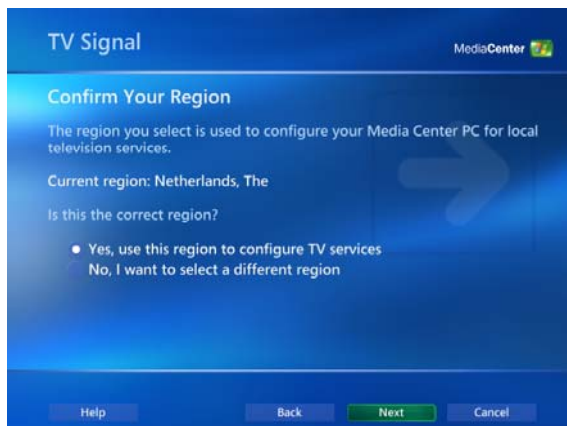 TV Signal
MediaCenter
Confirm Your Region
The region you select is used to configure your Media Center PC for local
television services.
Current region: Netherlands, The
Is this the correct region?
Yes, use this region to configure TV services
No, I want to select a different region
Help Back Next Cancel